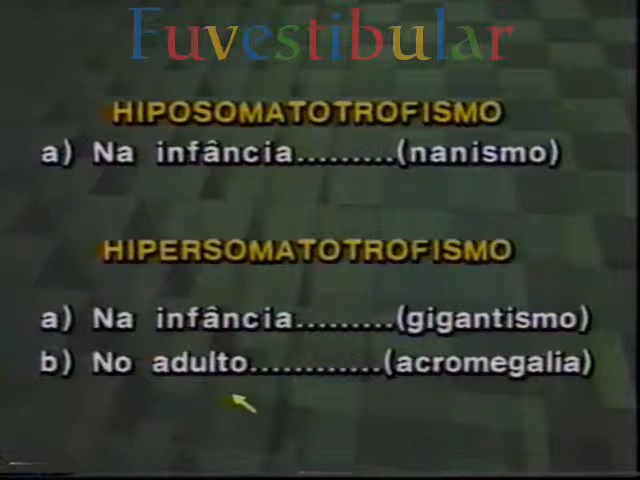 Fuvestibular
HIPOSOMATOTROFISMO
a) Na infância.........(nanismo)
HIPERSOMATOTROFISMO
a) Na infância.........(gigantismo)
b) No adulto............(acromegalia)